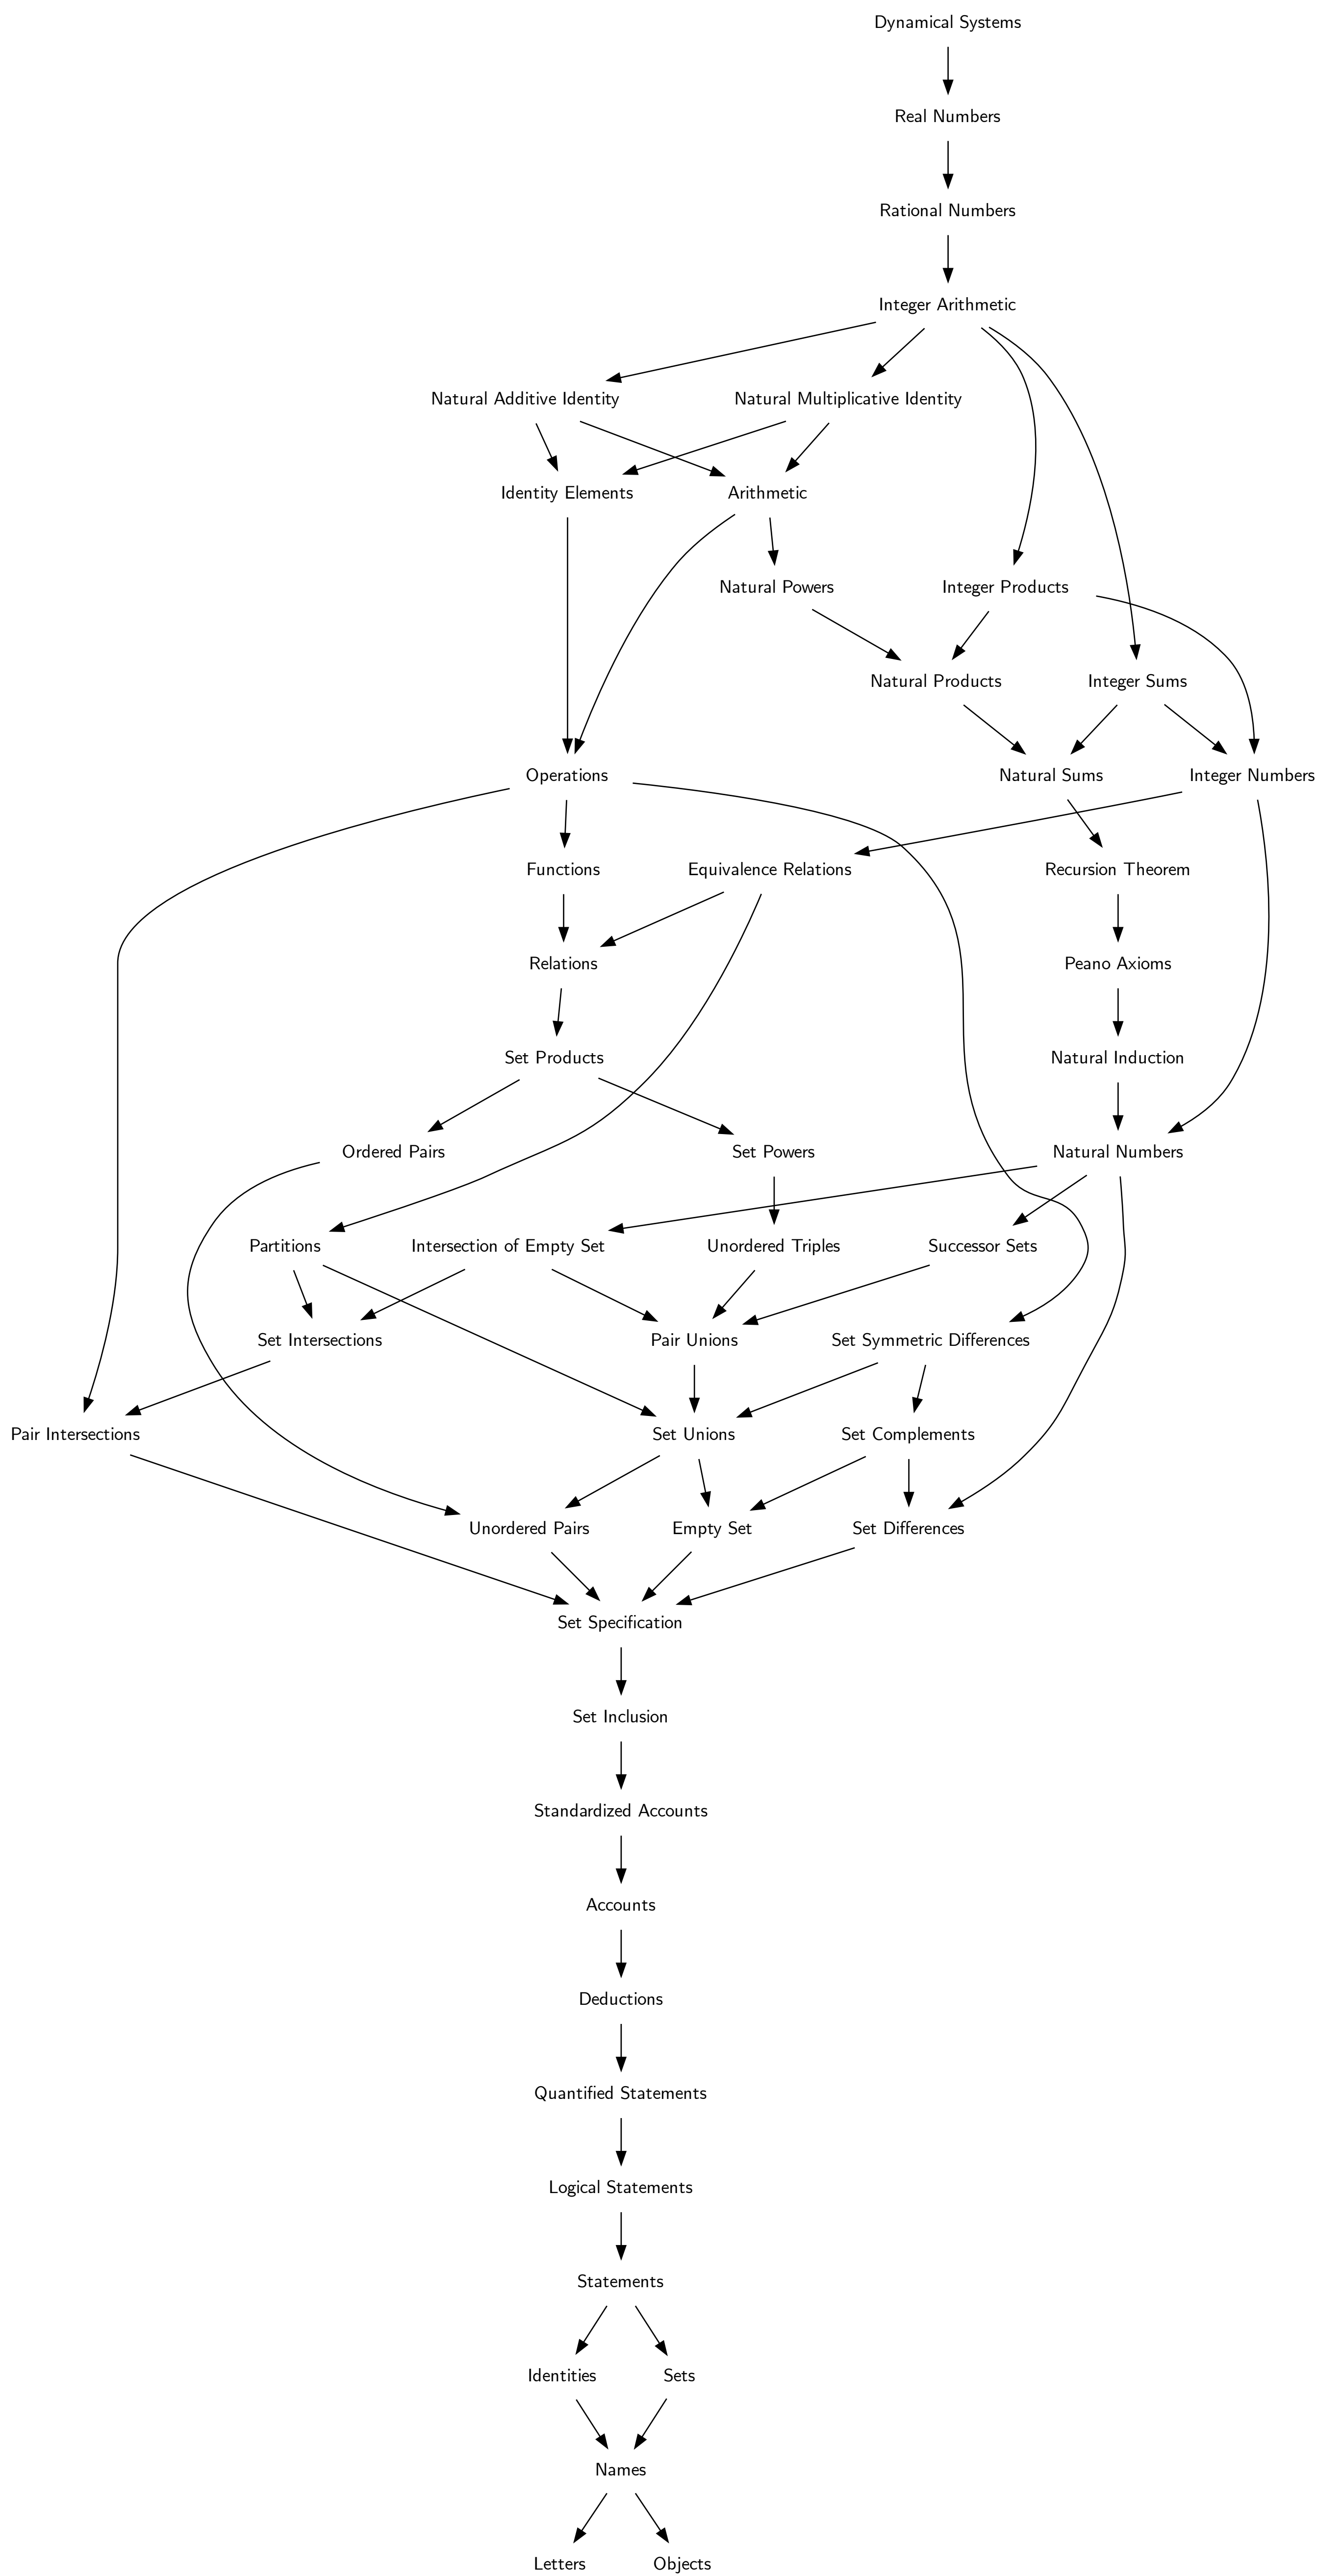 Dynamical Systems
Real Numbers
Rational Numbers
Integer Arithmetic
Natural Additive Identity
Natural Multiplicative Identity
Identity Elements
Arithmetic
Natural Powers
Integer Products
Natural Products
Integer Sums
Operations
Natural Sums
Integer Numbers
Functions
Equivalence Relations
Recursion Theorem
Relations
Peano Axioms
Set Products
Natural Induction
Ordered Pairs
Set Powers
Natural Numbers
Partitions
Intersection of Empty Set
Unordered Triples
Successor Sets
Set Intersections
Pair Unions
Set Symmetric Differences
Pair Intersections
Set Unions
Set Complements
Unordered Pairs
Empty Set
Set Differences
Set Specification
Set Inclusion
Standardized Accounts
Accounts
Deductions
Quantified Statements
Logical Statements
Statements
Identities
Sets
Names
Letters
Objects